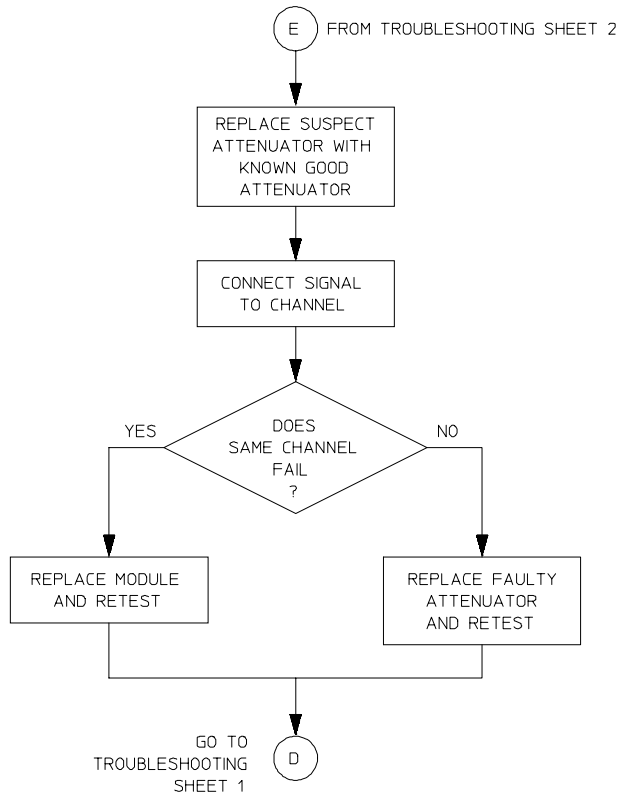 E FROM TROUBLESHOOTING SHEET 2
REPLACE SUSPECT
ATTENUATOR WITH
KNOWN GOOD
ATTENUATOR
CONNECT SIGNAL
TO CHANNEL
DOES
SAME CHANNEL
FAIL
?
YES
NO
REPLACE MODULE
AND RETEST
REPLACE FAULTY
ATTENUATOR
AND RETEST
GO TO
TROUBLESHOOTING
SHEET 1
D